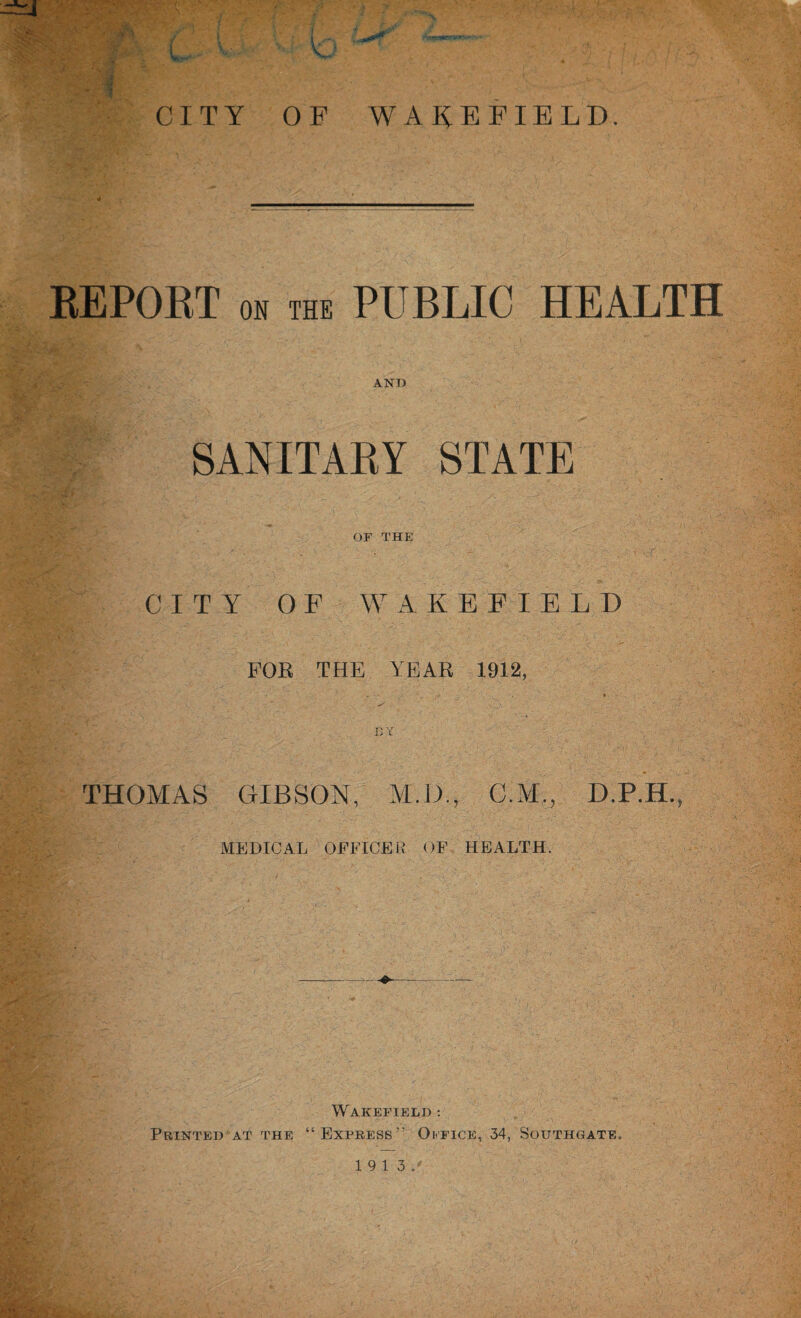 CITY OF WAKEFIELD.
REPORT ON THE PUBLIC HEALTH
AND
SANITARY STATE
OF THE
CITY OF WAKEFIELD
FOR THE YEAR 1912,
BY
THOMAS GIBSON, M.D., C.M., D.P.H.,
MEDICAL OFFICER OF HEALTH.
WAKEFIELD:
PRINTED AT THE “EXPRESS” OFFICE, 34, SOUTHGATE.
1913.